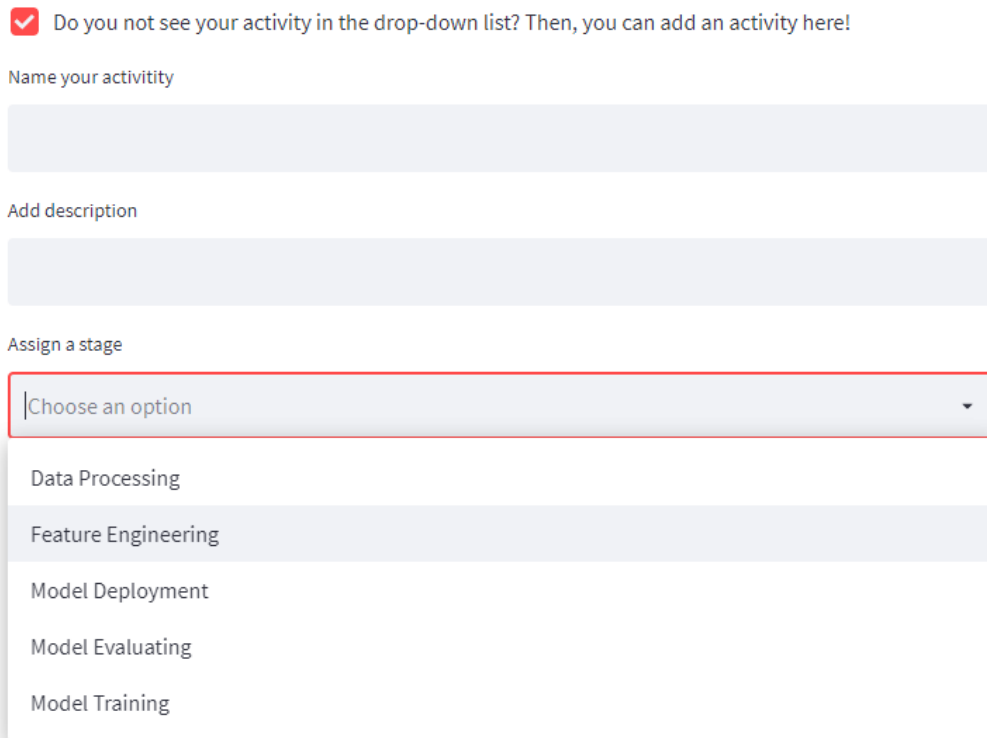 Do you not see your activity in the drop-down list? Then, you can add an activity here!
Name your activitity
Add description
Assign a stage
Choose an option
Data Processing
Feature Engineering
Model Deployment
Model Evaluating
Model Training